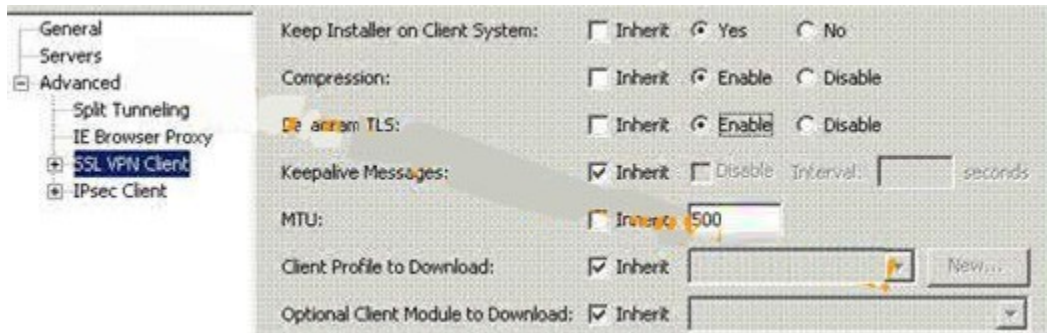 General
Servers
Advanced
Split Tunneling
IE Browser Proxy
SSL VPN Client
IPsec Client
Keep Installer on Client System: Inherit Yes No
Compression: Inherit Enable Disable
TLS: Inherit Enable Disable
Keepalive Messages: Inherit Disable Interval: seconds
MTU: 500
Client Profile to Download: Inherit New...
Optional Client Module to Download: Inherit